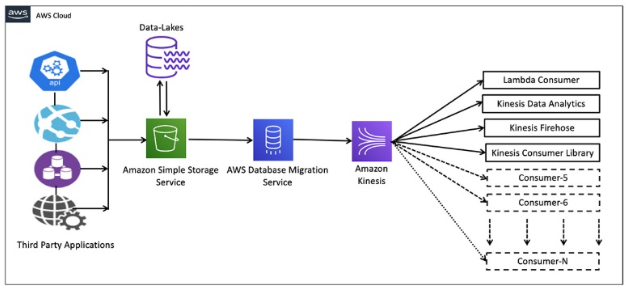 aws
AWS Cloud
Data-Lakes
api
Third Party Applications
Amazon Simple Storage
Service
AWS Database Migration
Service
Amazon
Kinesis
Lambda Consumer
Kinesis Data Analytics
Kinesis Firehose
Kinesis Consumer Library
Consumer-5
Consumer-6
Consumer-N